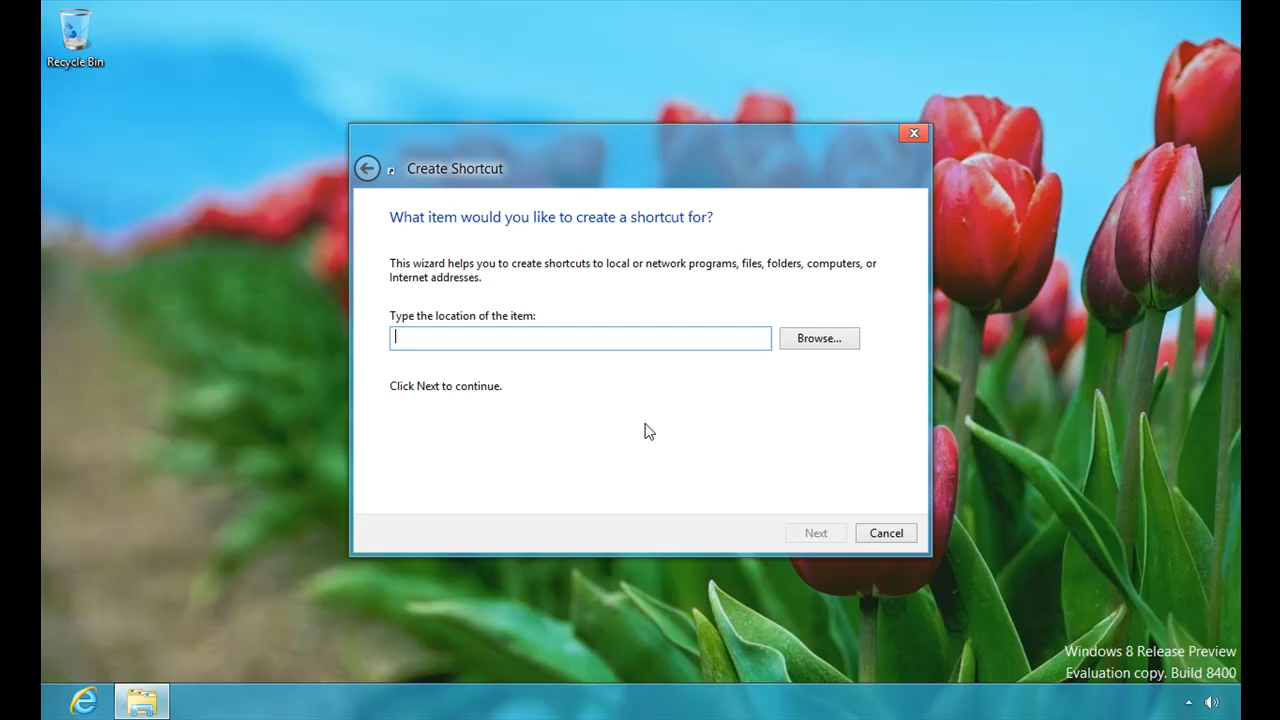 Recycle Bin
Create Shortcut
What item would you like to create a shortcut for?
This wizard helps you to create shortcuts to local or network programs, files, folders, computers, or
Internet addresses.
Type the location of the item:
Browse...
Click Next to continue.
Next
Cancel
Windows 8 Release Preview
Evaluation copy. Build 8400